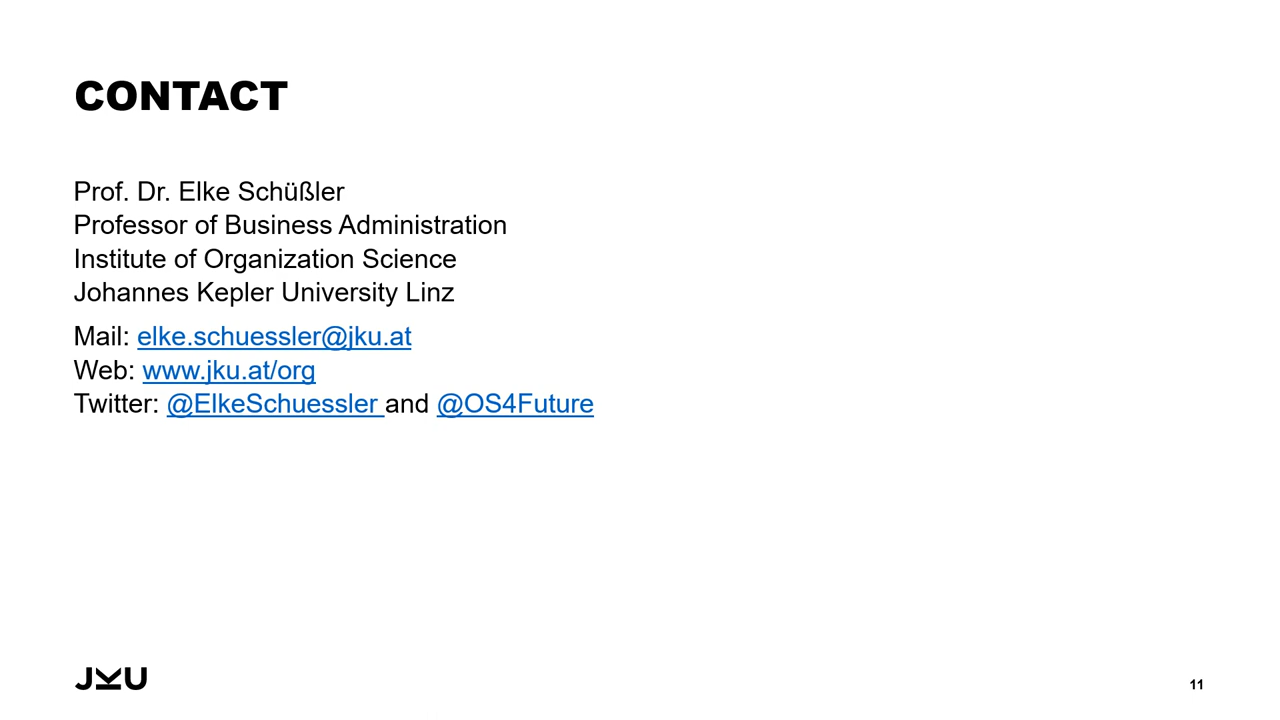 CONTACT
Prof. Dr. Elke Schüßler
Professor of Business Administration
Institute of Organization Science
Johannes Kepler University Linz
Mail: elke.schuessler@jku.at
Web: www.jku.at/org
Twitter: @ElkeSchuessler and @OS4Future
JKU
11